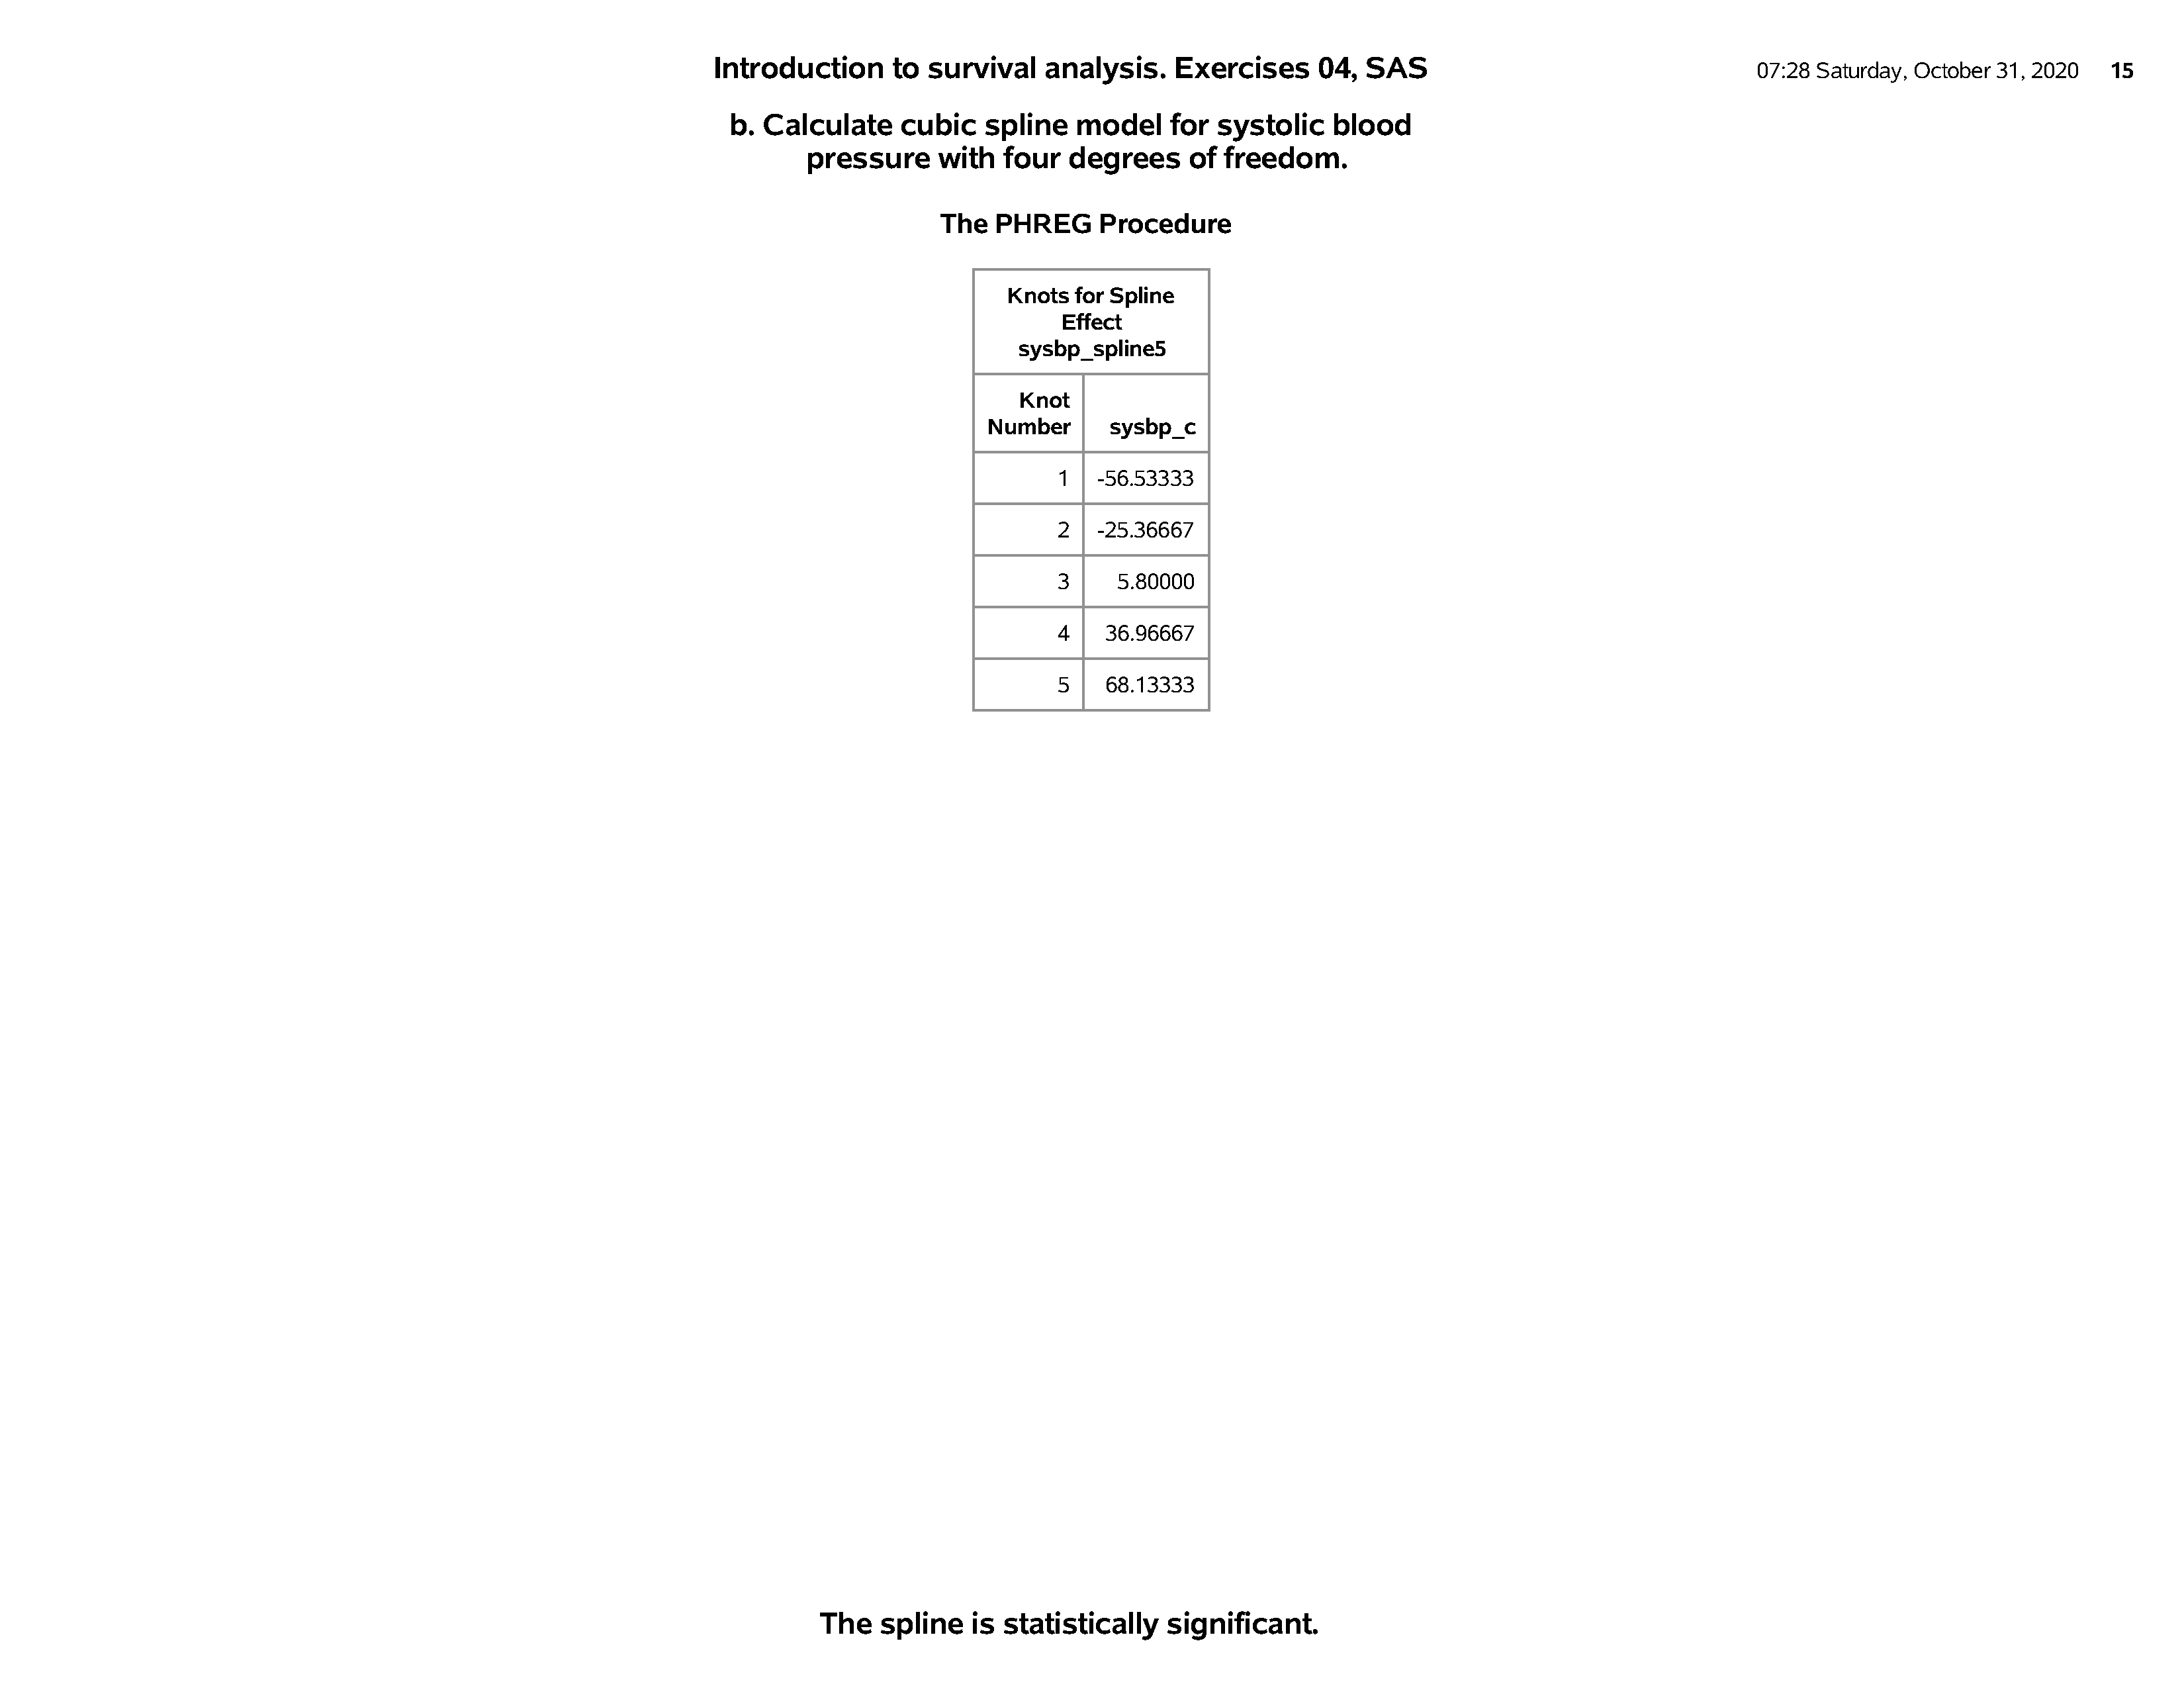 Introduction to survival analysis. Exercises 04, SAS
07:28 Saturday, October 31, 2020 15
b. Calculate cubic spline model for systolic blood
pressure with four degrees of freedom.
The PHREG Procedure
Knots for Spline
Effect
sysbp_spline5
Knot
Number sysbp_c
1 -56.53333
2 -25.36667
3 5.80000
4 36.96667
5 68.13333
The spline is statistically significant.